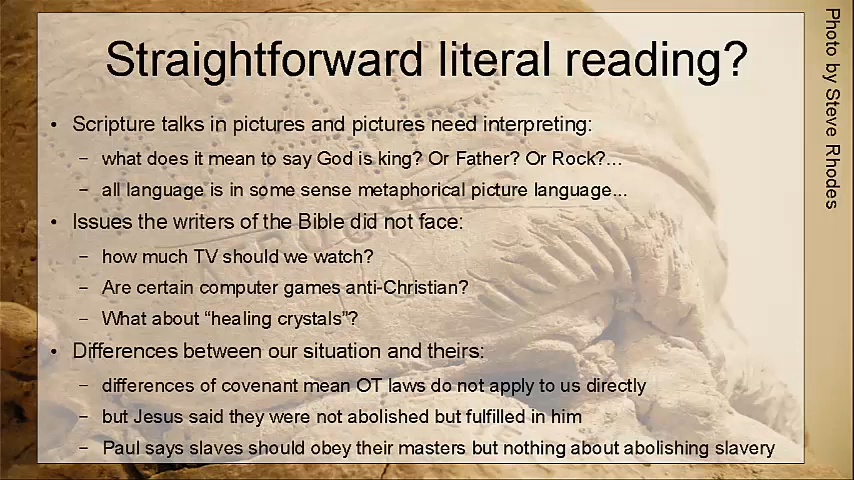 Straightforward literal reading?
• Scripture talks in pictures and pictures need interpreting:
– what does it mean to say God is king? Or Father? Or Rock?...
– all language is in some sense metaphorical picture language...
• Issues the writers of the Bible did not face:
– how much TV should we watch?
– Are certain computer games anti-Christian?
– What about “healing crystals”?
• Differences between our situation and theirs:
– differences of covenant mean OT laws do not apply to us directly
– but Jesus said they were not abolished but fulfilled in him
– Paul says slaves should obey their masters but nothing about abolishing slavery
Photo by Steve Rhodes